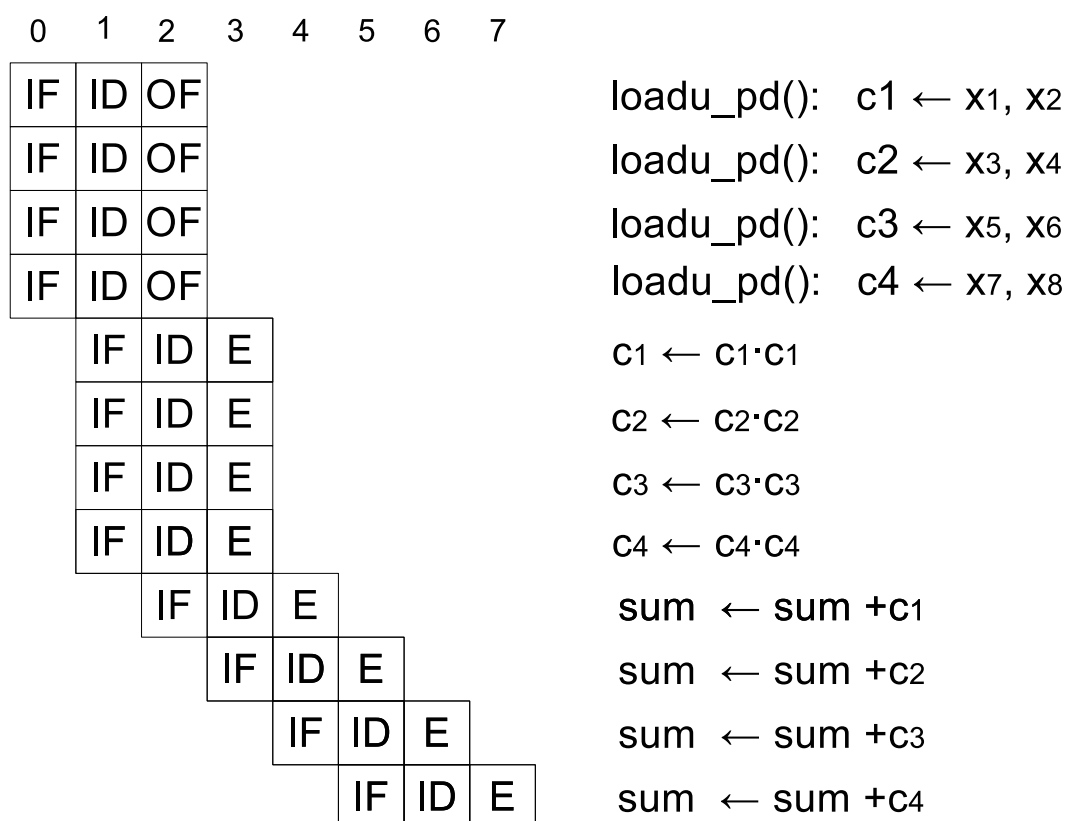 0 1 2 3 4 5 6 7
IF ID OF loadu_pd(): c1 ← x1, x2
IF ID OF loadu_pd(): c2 ← x3, x4
IF ID OF loadu_pd(): c3 ← x5, x6
IF ID OF loadu_pd(): c4 ← x7, x8
IF ID E c1 ← c1·c1
IF ID E c2 ← c2·c2
IF ID E c3 ← c3·c3
IF ID E c4 ← c4·c4
IF ID E sum ← sum +c1
IF ID E sum ← sum +c2
IF ID E sum ← sum +c3
IF ID E sum ← sum +c4